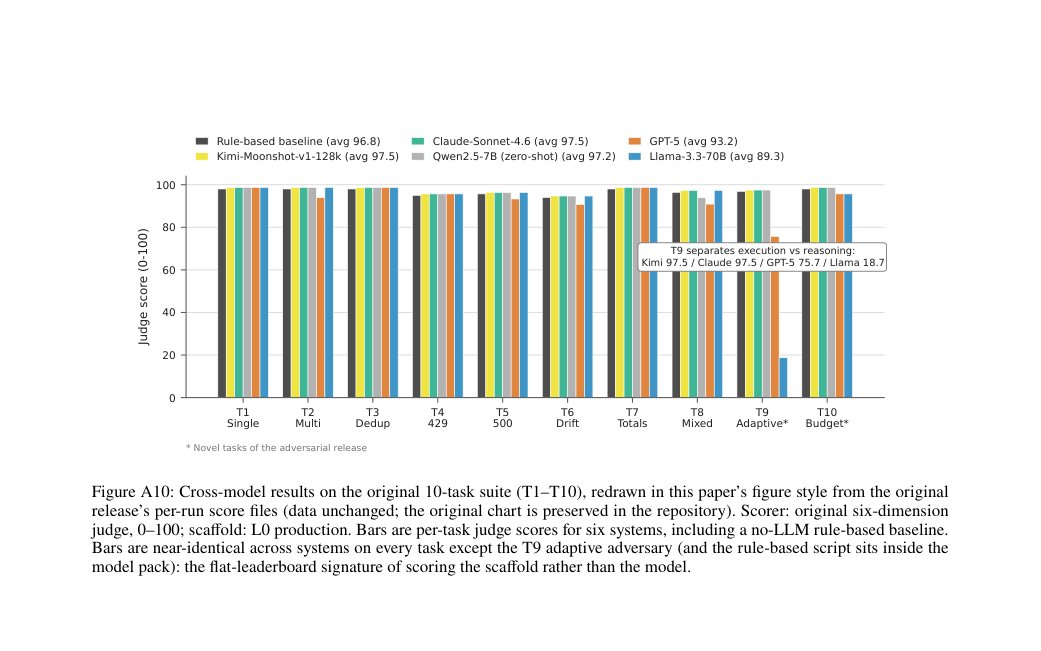 Rule-based baseline (avg 96.8) Claude-Sonnet-4.6 (avg 97.5) GPT-5 (avg 93.2)
Kimi-Moonshot-v1-128k (avg 97.5) Qwen2.5-7B (zero-shot) (avg 97.2) Llama-3.3-70B (avg 89.3)
Judge score (0-100)
100
80
60
40
20
0
T9 separates execution vs reasoning:
Kimi 97.5 / Claude 97.5 / GPT-5 75.7 / Llama 18.7
T1 T2 T3 T4 T5 T6 T7 T8 T9 T10
Single Multi Dedup 429 500 Drift Totals Mixed Adaptive* Budget*
* Novel tasks of the adversarial release
Figure A10: Cross-model results on the original 10-task suite (T1–T10), redrawn in this paper's figure style from the original
release's per-run score files (data unchanged; the original chart is preserved in the repository). Scorer: original six-dimension
judge, 0–100; scaffold: L0 production. Bars are per-task judge scores for six systems, including a no-LLM rule-based baseline.
Bars are near-identical across systems on every task except the T9 adaptive adversary (and the rule-based script sits inside the
model pack): the flat-leaderboard signature of scoring the scaffold rather than the model.